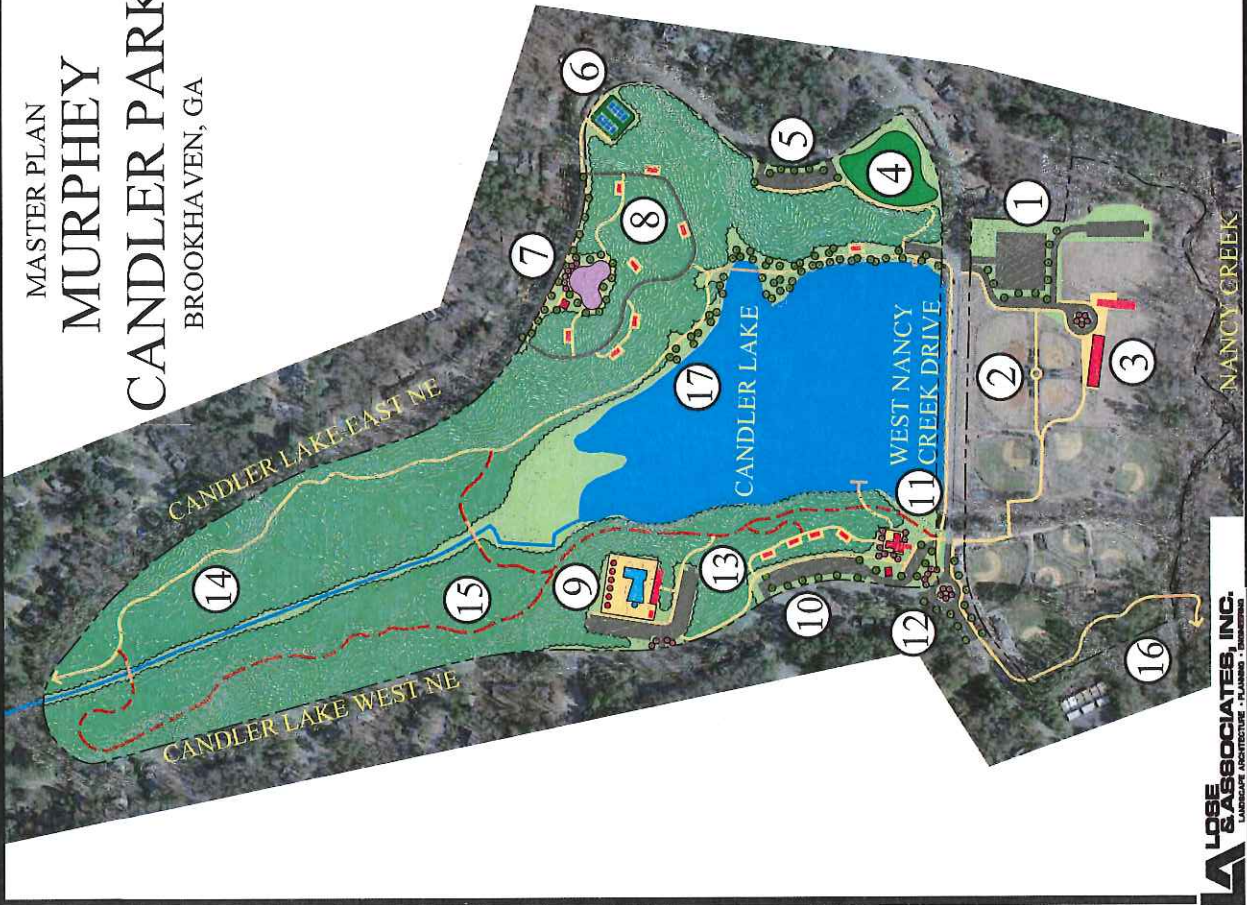 MASTER PLAN
MURPHEY
CANDLER PARK
BROOKHAVEN, GA
6
5
4
7
8
1
CANDLER LAKE EAST NE
17
CANDLER LAKE
WEST NANCY
CREEK DRIVE
2
3
NANCY CREEK
14
15
9
13
11
10
12
16
CANDLER LAKE WEST NE
LOSE
& ASSOCIATES, INC.
LANDSCAPE ARCHITECTURE • PLANNING • ENGINEERING